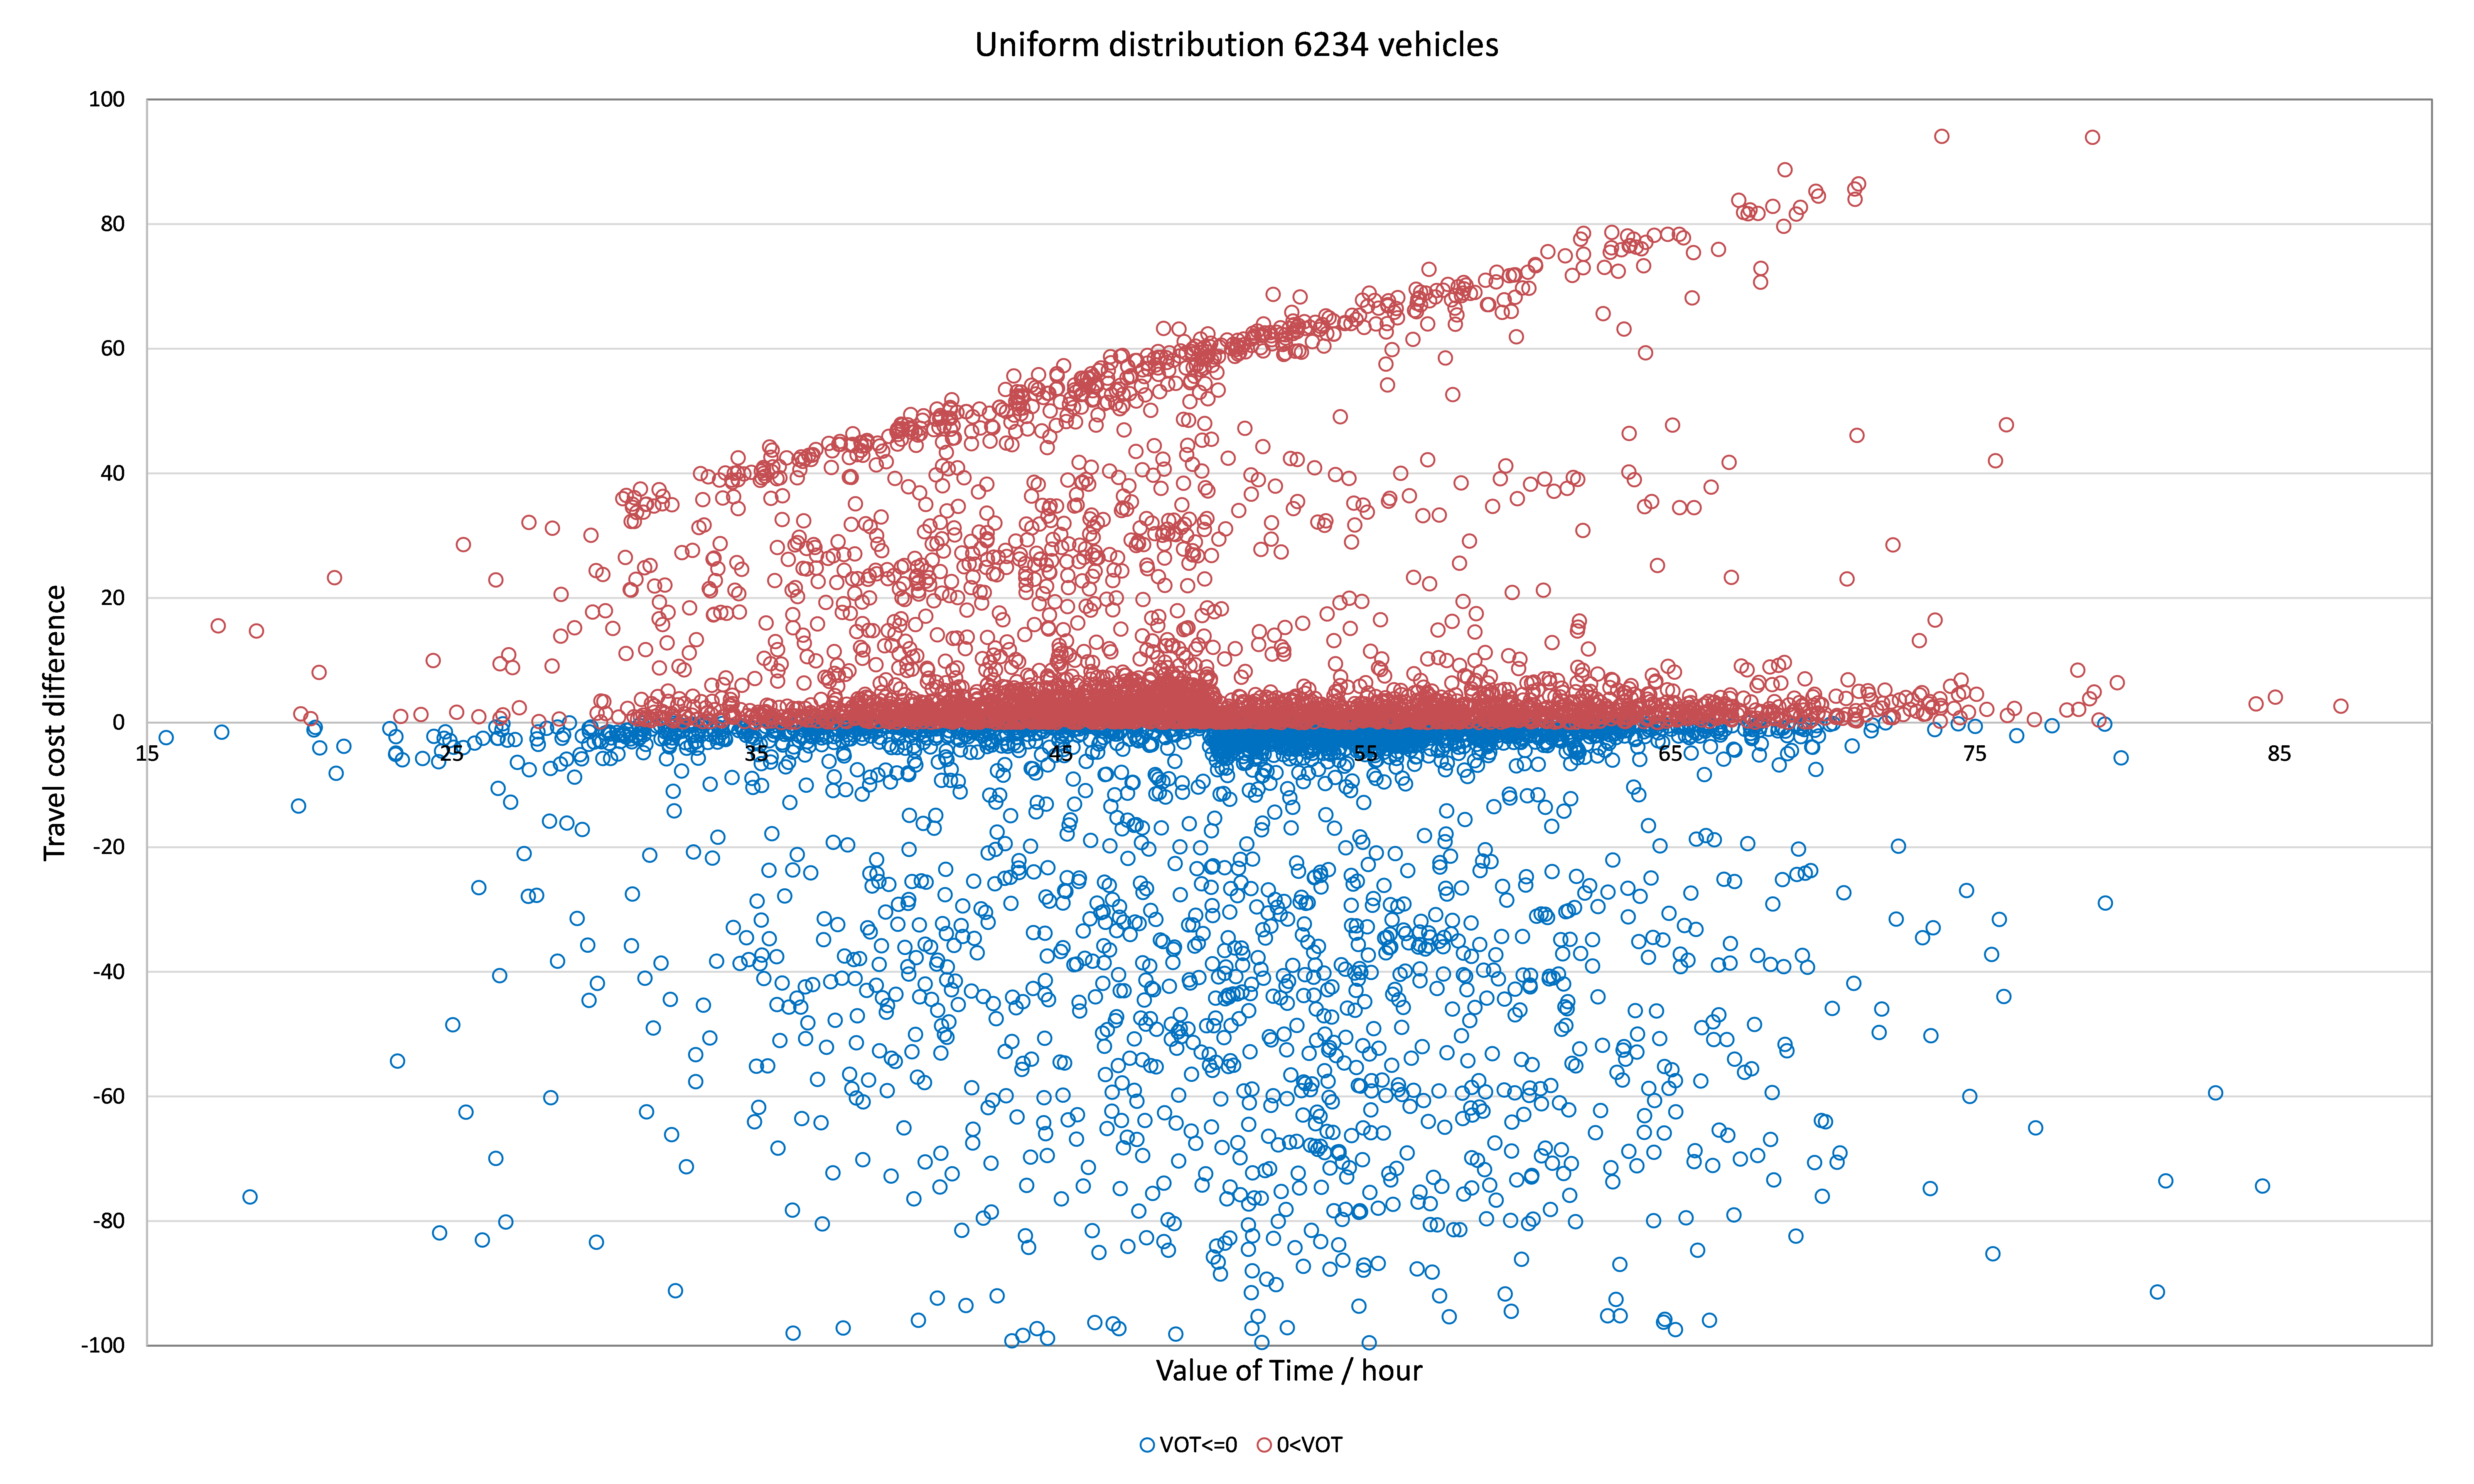 Uniform distribution 6234 vehicles
100
80
60
40
20
0
-20
-40
-60
-80
-100
Travel cost difference
15 25 35 45 55 65 75 85
Value of Time / hour
VOT<=0 0<VOT